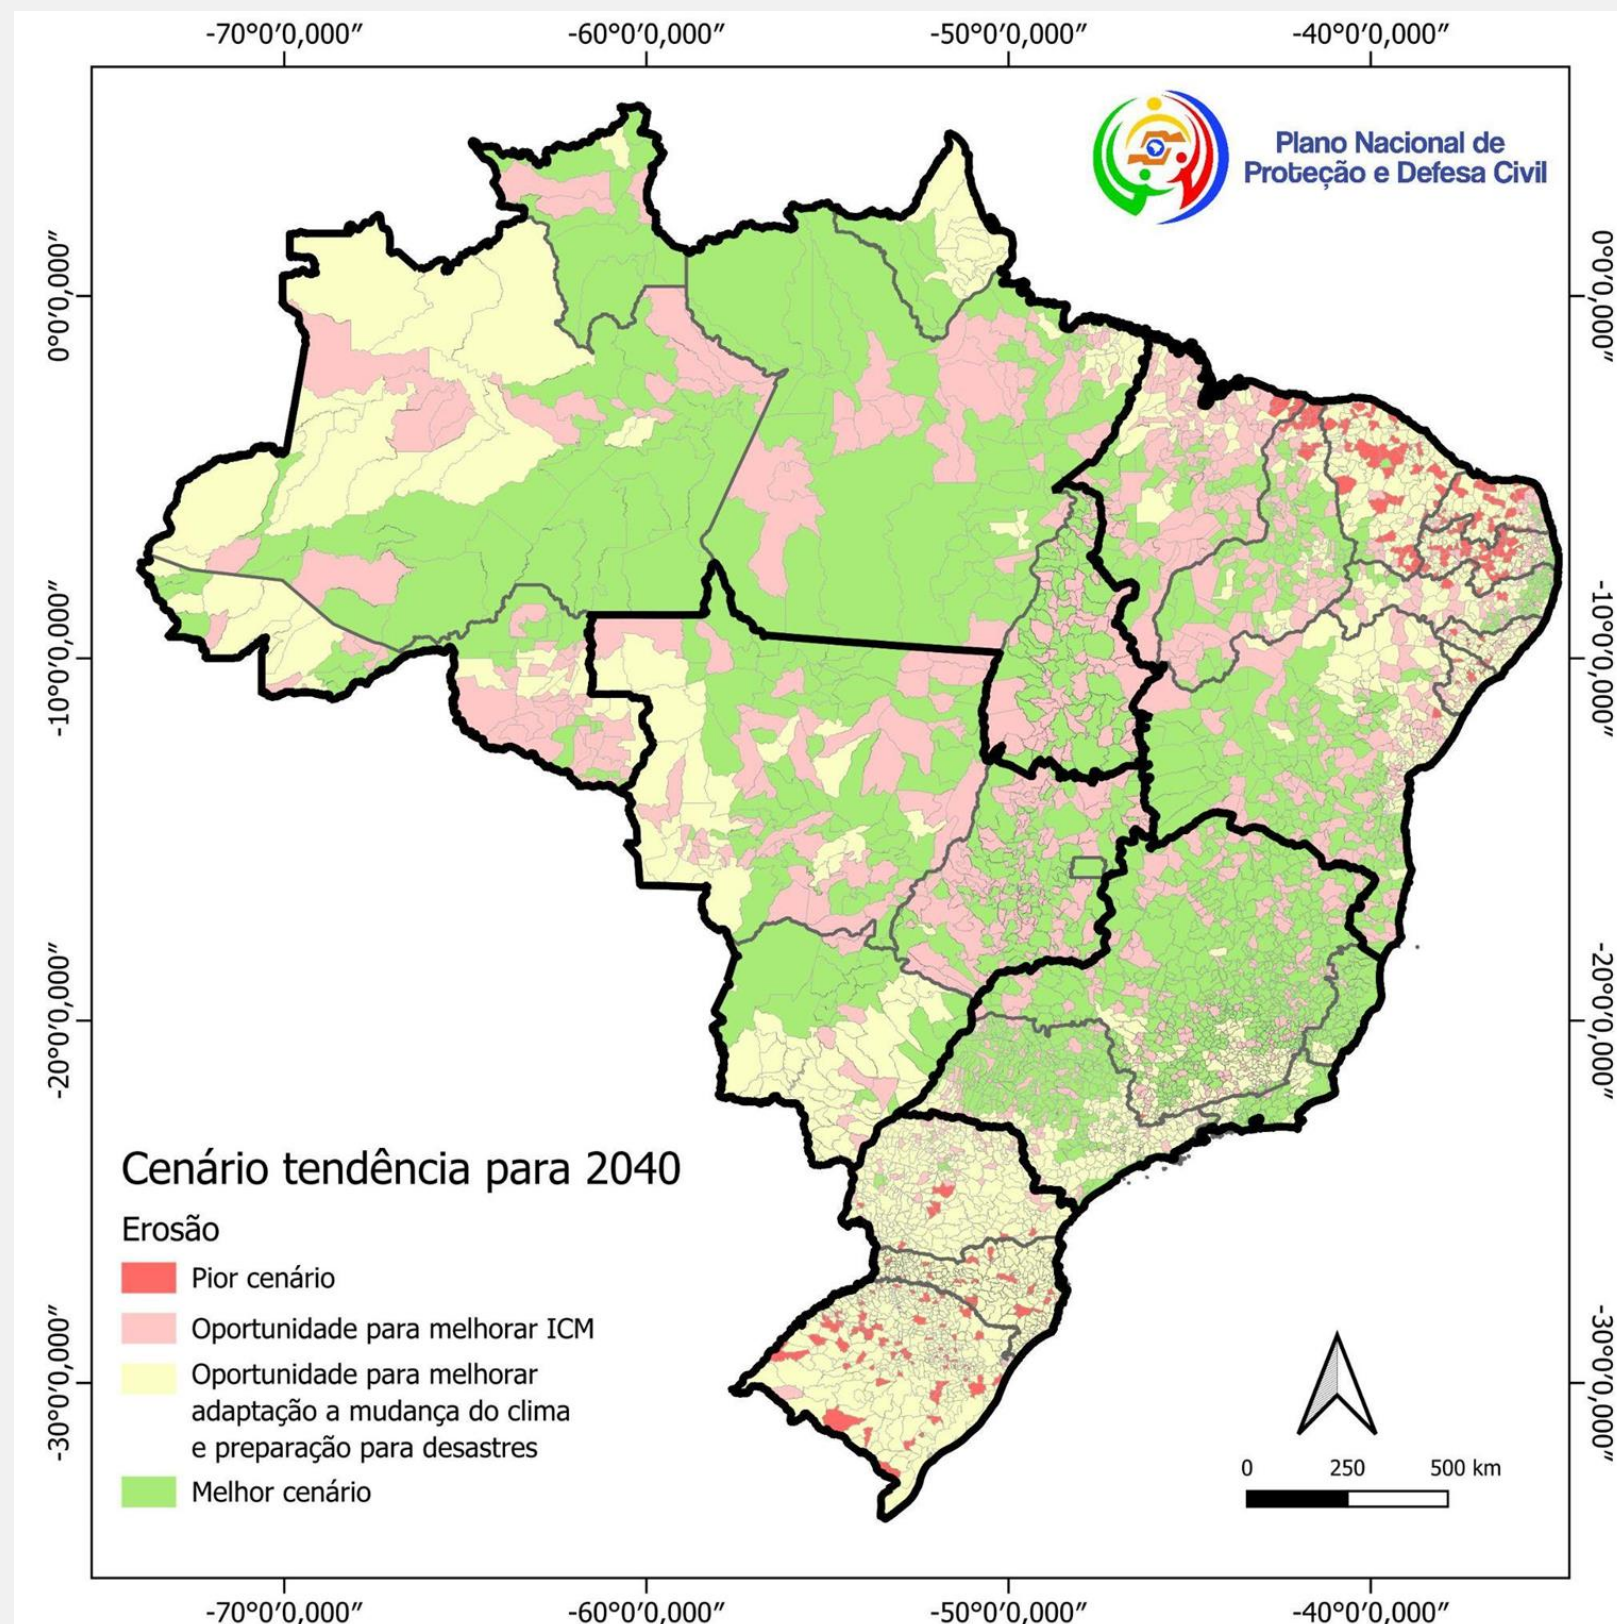 -70°0′0,000″ -60°0′0,000″ -50°0′0,000″ -40°0′0,000″
Plano Nacional de
Proteção e Defesa Civil
0°0′0,000″
0°0′0,000″
-10°0′0,000″
-10°0′0,000″
-20°0′0,000″
-20°0′0,000″
Cenário tendência para 2040
Erosão
Pior cenário
Oportunidade para melhorar ICM
Oportunidade para melhorar
adaptação a mudança do clima
e preparação para desastres
Melhor cenário
-30°0′0,000″
-30°0′0,000″
0 250 500 km
-70°0′0,000″ -60°0′0,000″ -50°0′0,000″ -40°0′0,000″